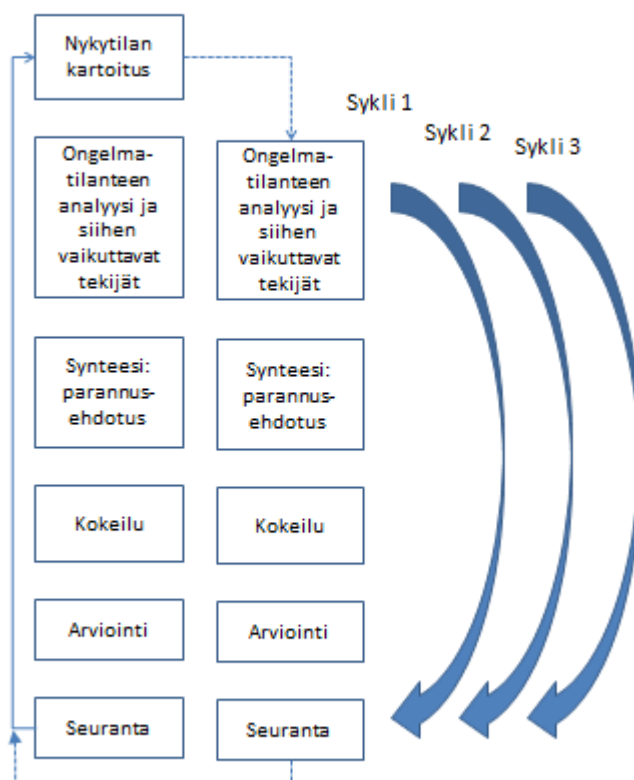 Nykytilan
kartoitus
Ongelma-
tilanteen
analyysi ja
siihen
vaikuttavat
tekijät
Synteesi:
parannus-
ehdotus
Kokeilu
Arviointi
Seuranta
Ongelma-
tilanteen
analyysi ja
siihen
vaikuttavat
tekijät
Synteesi:
parannus-
ehdotus
Kokeilu
Arviointi
Seuranta
Sykli 1
Sykli 2
Sykli 3